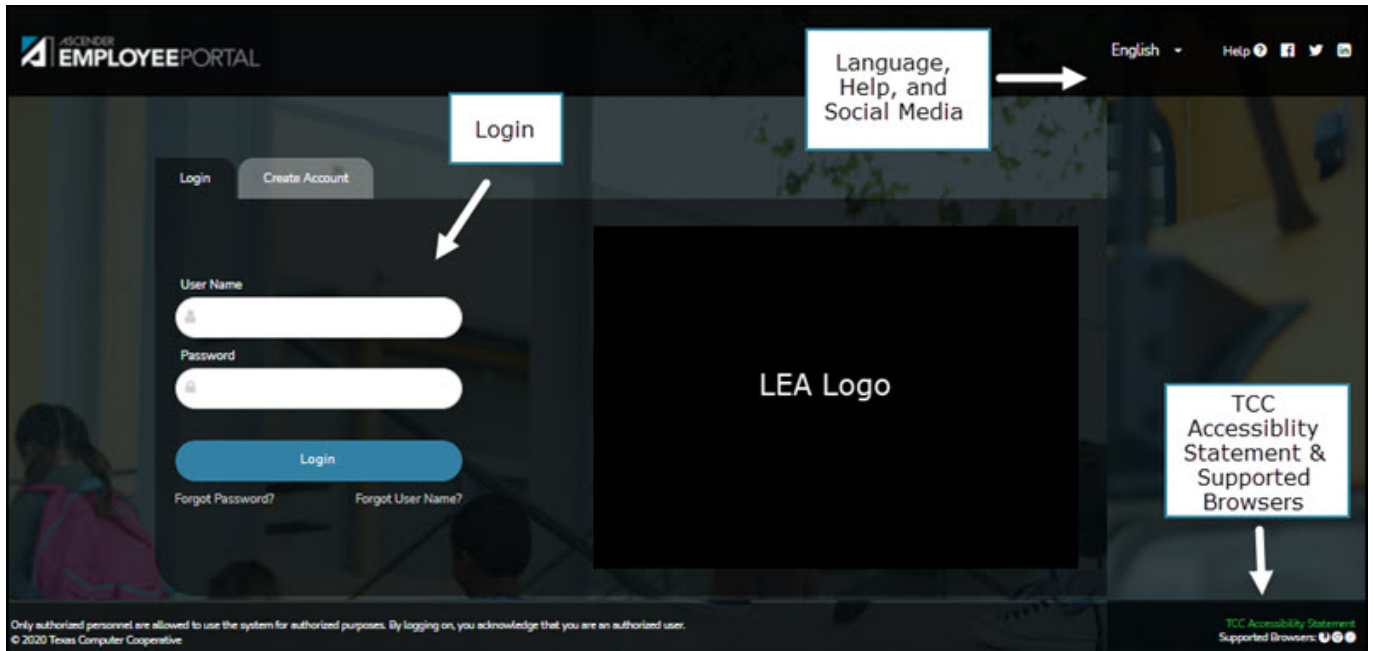 ASCENDER
EMPLOYEEPORTAL
Language,
Help, and
Social Media
English
Help
Login
Login
Create Account
User Name
Password
Login
Forgot Password?
Forgot User Name?
LEA Logo
TCC
Accessiblity
Statement &
Supported
Browsers
Only authorized personnel are allowed to use the system for authorized purposes. By logging on, you acknowledge that you are an authorized user.
© 2020 Texas Computer Cooperative
TCC Accessibility Statement
Supported Browsers: